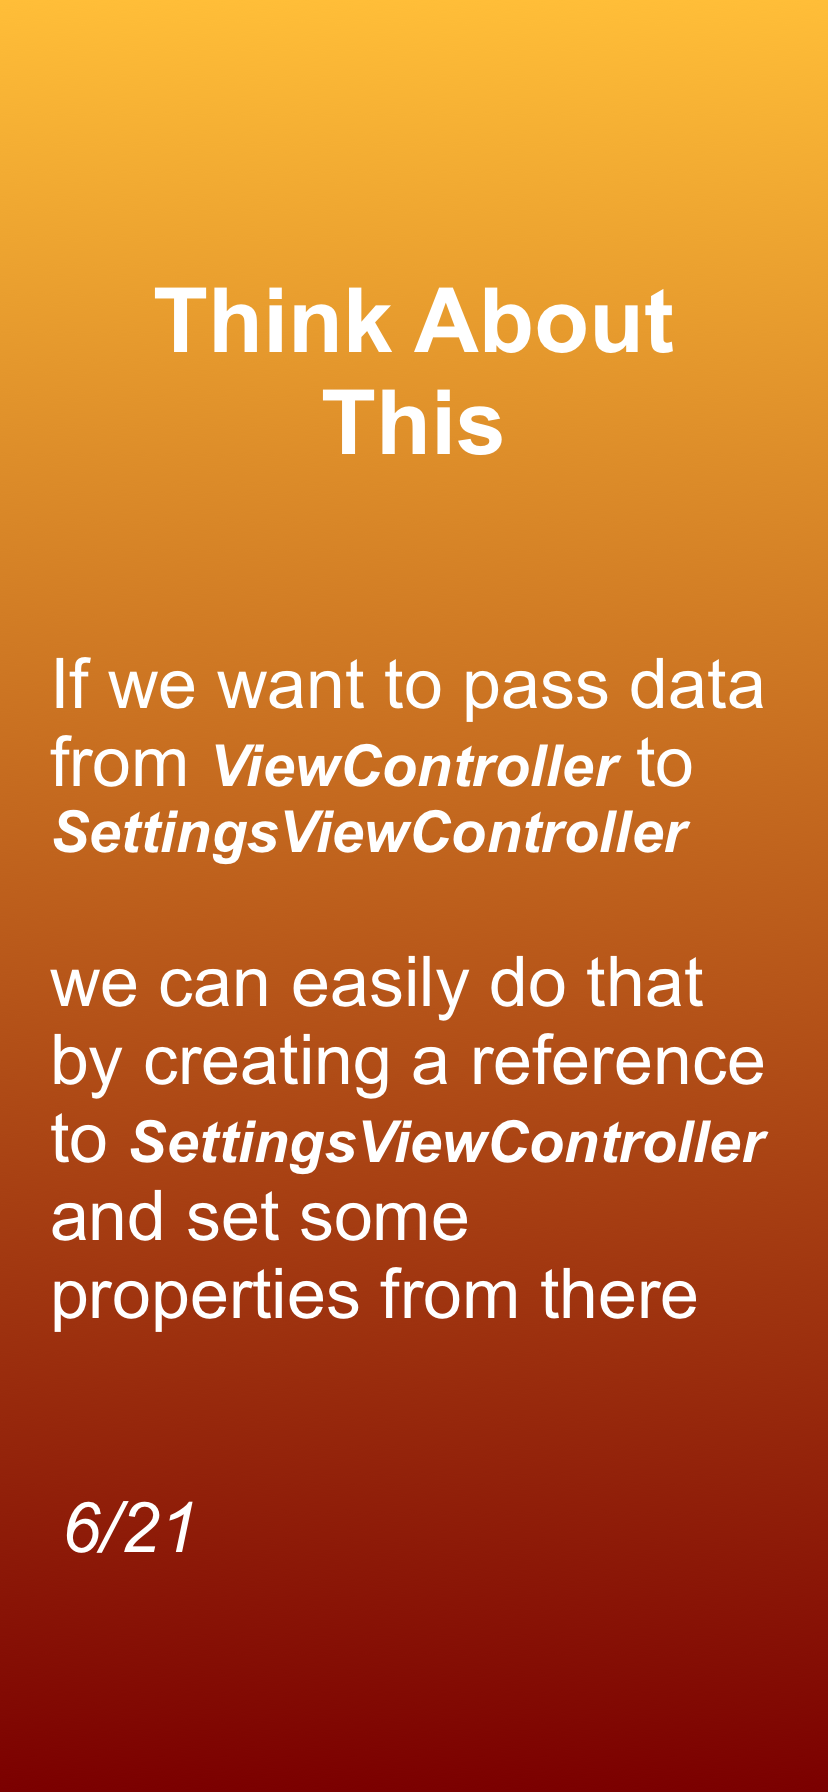 Think About
This
If we want to pass data
from ViewController to
SettingsViewController
we can easily do that
by creating a reference
to SettingsViewController
and set some
properties from there
6/21